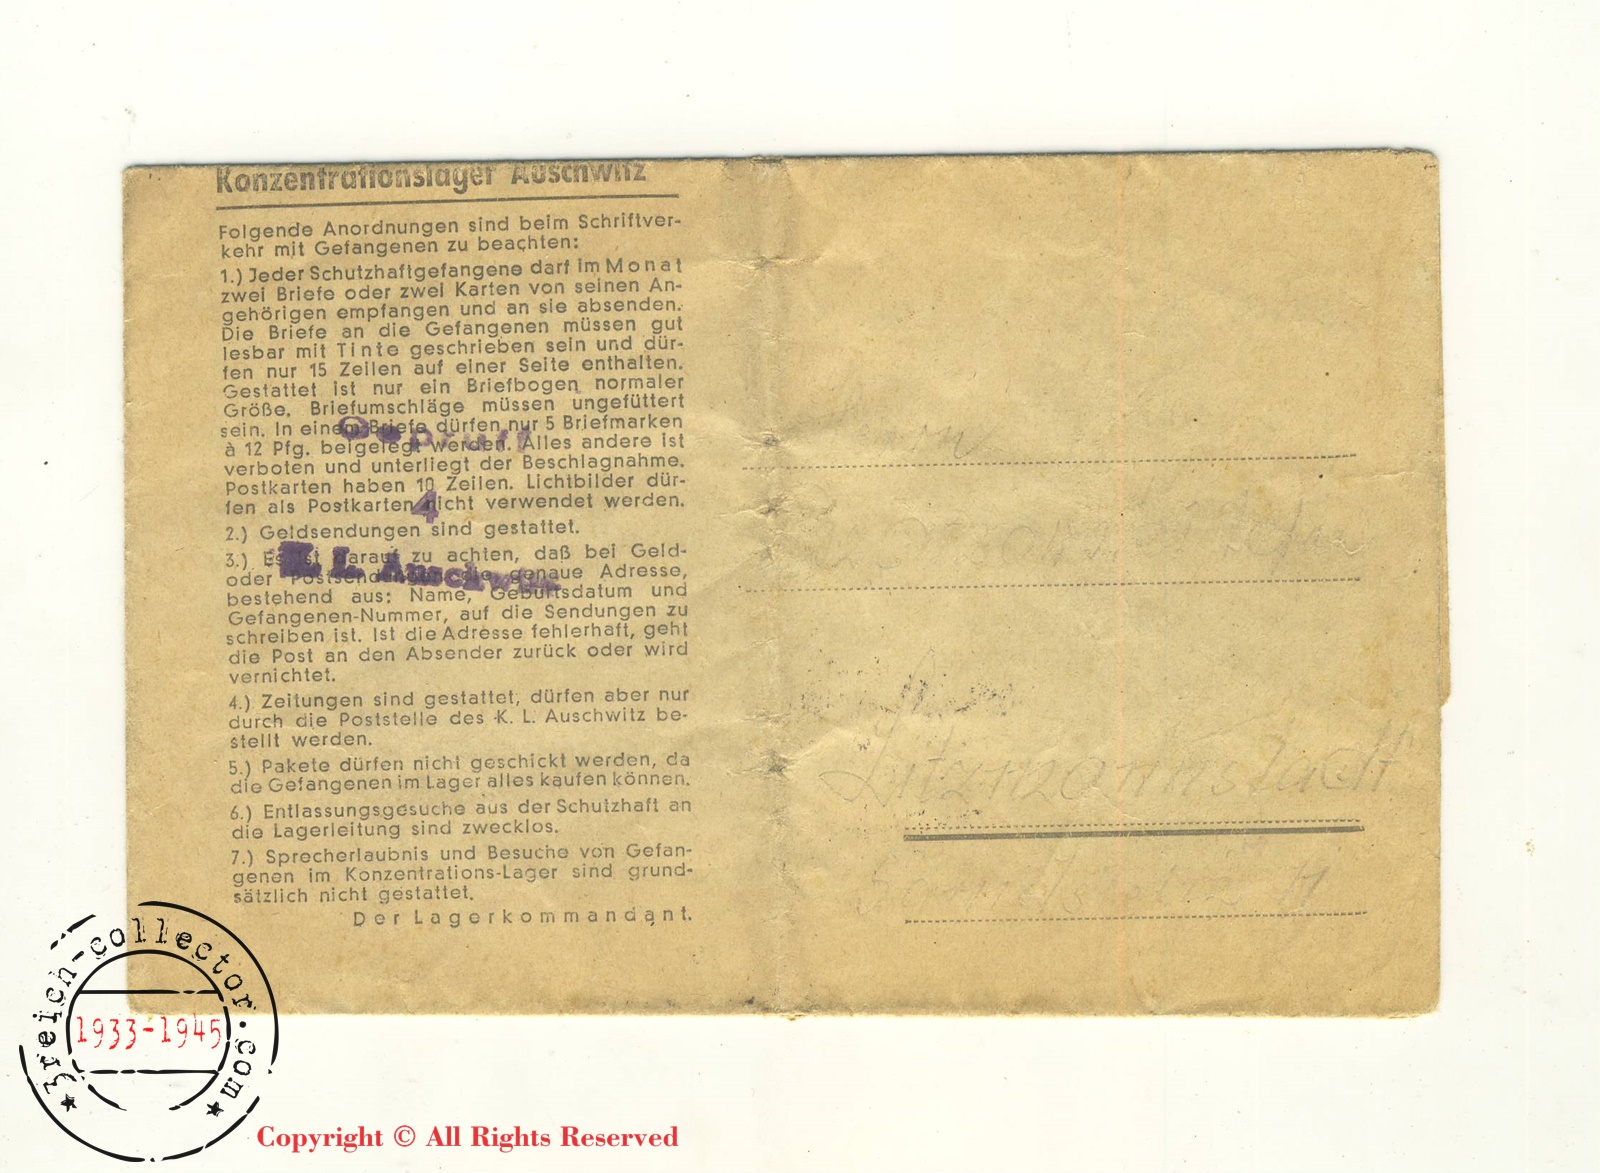 Konzentrationslager Auschwitz
Folgende Anordnungen sind beim Schriftver-
kehr mit Gefangenen zu beachten:
1.) Jeder Schutzhaftgefangene darf im Monat
zwei Briefe oder zwei Karten von seinen An-
gehörigen empfangen und an sie absenden.
Die Briefe an die Gefangenen müssen gut
lesbar mit Tinte geschrieben sein und dür-
fen nur 15 Zeilen auf einer Seite enthalten.
Gestattet ist nur ein Briefbogen normaler
Größe. Briefumschläge müssen ungefüttert
sein. In einem Briefe dürfen nur 5 Briefmarken
à 12 Pfg. beigelegt werden. Alles andere ist
verboten und unterliegt der Beschlagnahme.
Postkarten haben 10 Zeilen. Lichtbilder dür-
fen als Postkarten nicht verwendet werden.
2.) Geldsendungen sind gestattet.
3.) Es ist darauf zu achten, daß bei Geld-
oder Postsendungen die genaue Adresse,
bestehend aus: Name, Geburtsdatum und
Gefangenen-Nummer, auf die Sendungen zu
schreiben ist. Ist die Adresse fehlerhaft, geht
die Post an den Absender zurück oder wird
vernichtet.
4.) Zeitungen sind gestattet, dürfen aber nur
durch die Poststelle des K. L. Auschwitz be-
stellt werden.
5.) Pakete dürfen nicht geschickt werden, da
die Gefangenen im Lager alles kaufen können.
6.) Entlassungsgesuche aus der Schutzhaft an
die Lagerleitung sind zwecklos.
7.) Sprecherlaubnis und Besuche von Gefan-
genen im Konzentrations-Lager sind grund-
sätzlich nicht gestattet.
Der Lagerkommandant.
Geprüft
4
K. L. Auschwitz
Litzmannstadt
3reich-collector.com
1933-1945
Copyright © All Rights Reserved